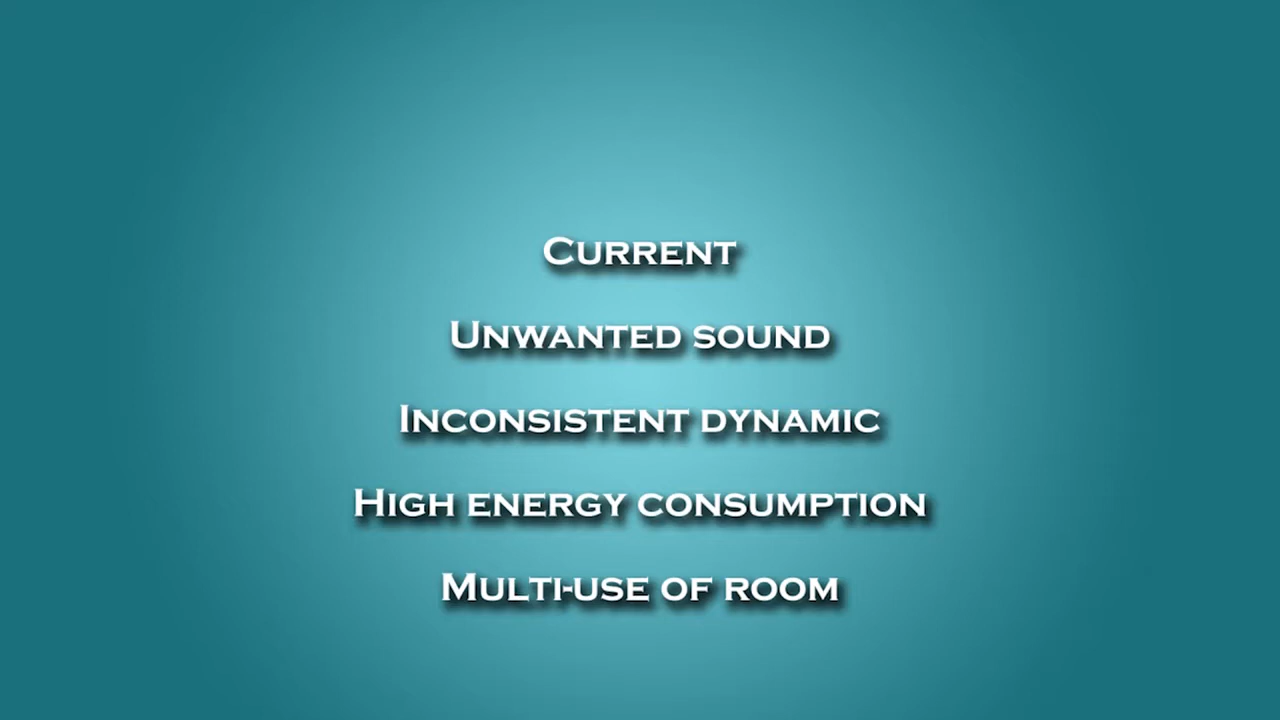 Current
Unwanted sound
Inconsistent dynamic
High energy consumption
Multi-use of room